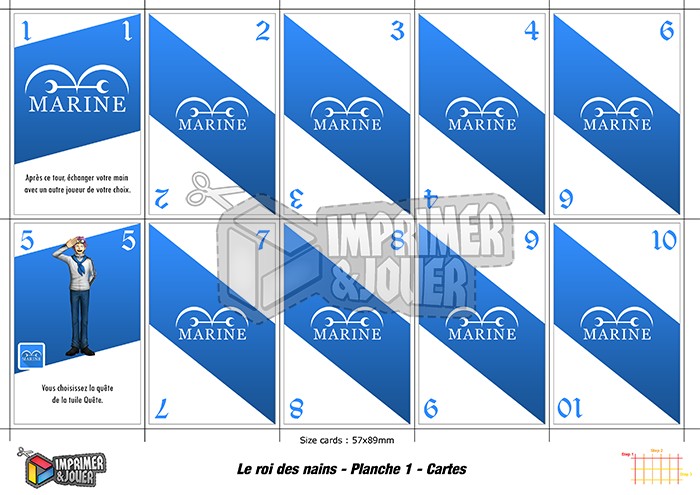 1 1
MARINE
Après ce tour, échanger votre main
avec un autre joueur de votre choix.
2
MARINE
2
3
MARINE
3
4
MARINE
4
6
MARINE
6
5 5
MARINE
Vous choisissez la quête
de la tuile Quête.
7
MARINE
7
8
MARINE
8
9
MARINE
9
10
MARINE
10
IMPRIMER
&JOUER
Size cards : 57x89mm
IMPRIMER
&JOUER
Le roi des nains - Planche 1 - Cartes